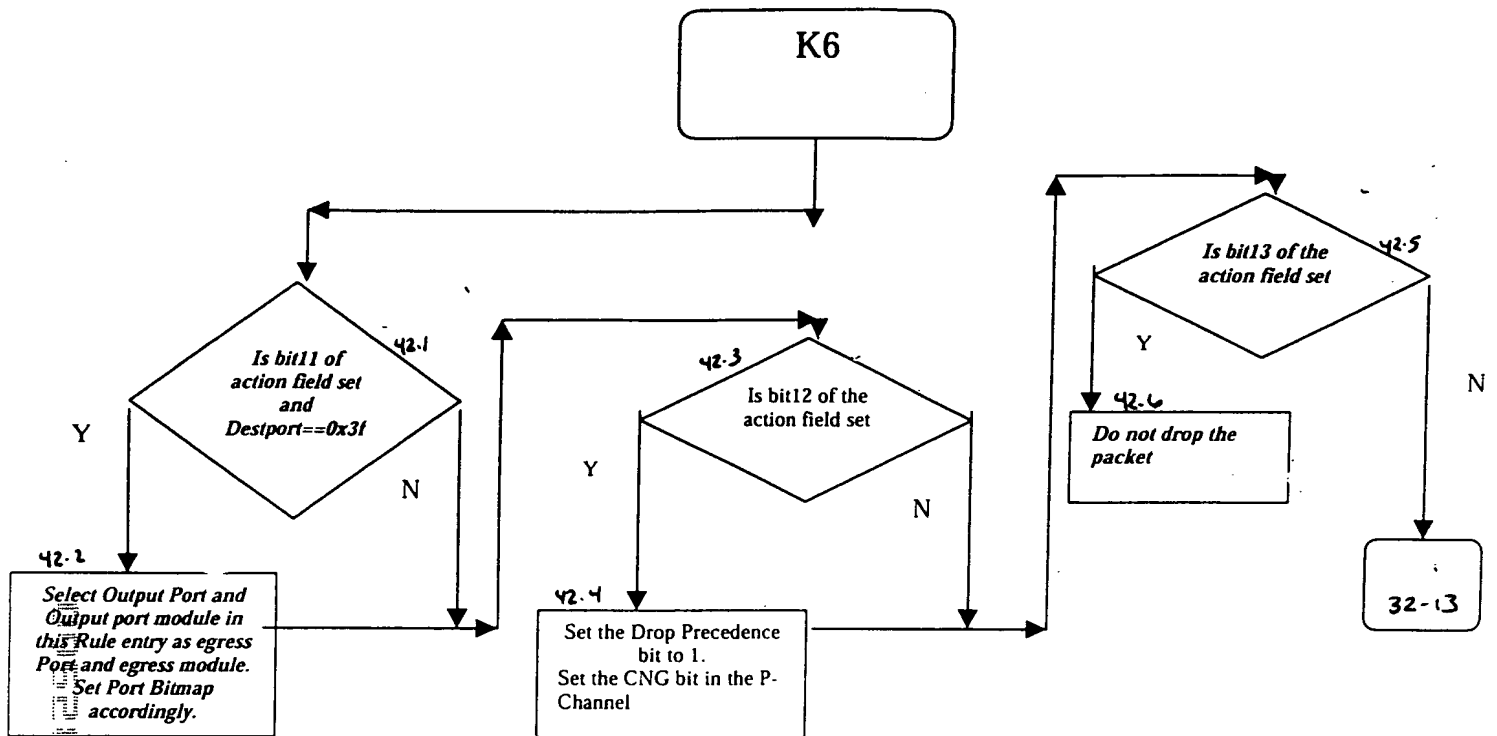 K6
42.1
Is bit11 of
action field set
and
Destport==0x3f
Y
N
42.2
Select Output Port and
Output port module in
this Rule entry as egress
Port and egress module.
Set Port Bitmap
accordingly.
42.3
Is bit12 of the
action field set
Y
N
42.4
Set the Drop Precedence
bit to 1.
Set the CNG bit in the P-
Channel
42.5
Is bit13 of the
action field set
Y
N
42.6
Do not drop the
packet
32-13